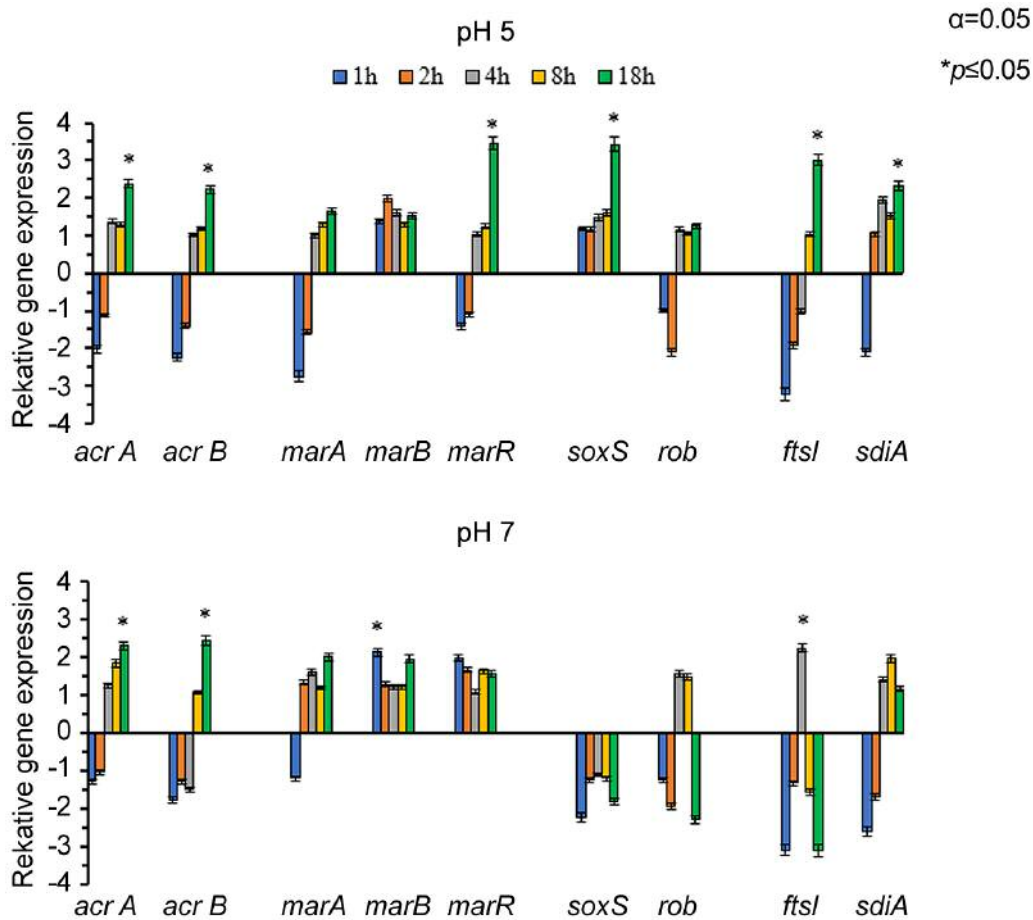 α=0.05
pH 5
*p≤0.05
1h 2h 4h 8h 18h
Rekative gene expression
4
3
2
1
0
-1
-2
-3
-4
* * * * * *
acr A acr B marA marB marR soxS rob ftsI sdiA
pH 7
Rekative gene expression
4
3
2
1
0
-1
-2
-3
-4
* * * *
acr A acr B marA marB marR soxS rob ftsI sdiA